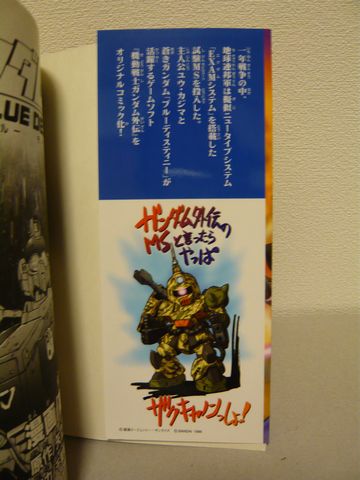 一年戦争の中、
地球連邦軍は擬似ニュータイプシステム
「EXAMシステム」を搭載した
試験MSを投入した。
主人公ユウ・カジマと
蒼きガンダム「ブルーディスティニー」が
活躍するゲームソフト
『機動戦士ガンダム外伝』を
オリジナルコミック化!
ガンダム外伝の
MSと言ったら
やっぱ
ザクキャノンっしょ!
BLUE D